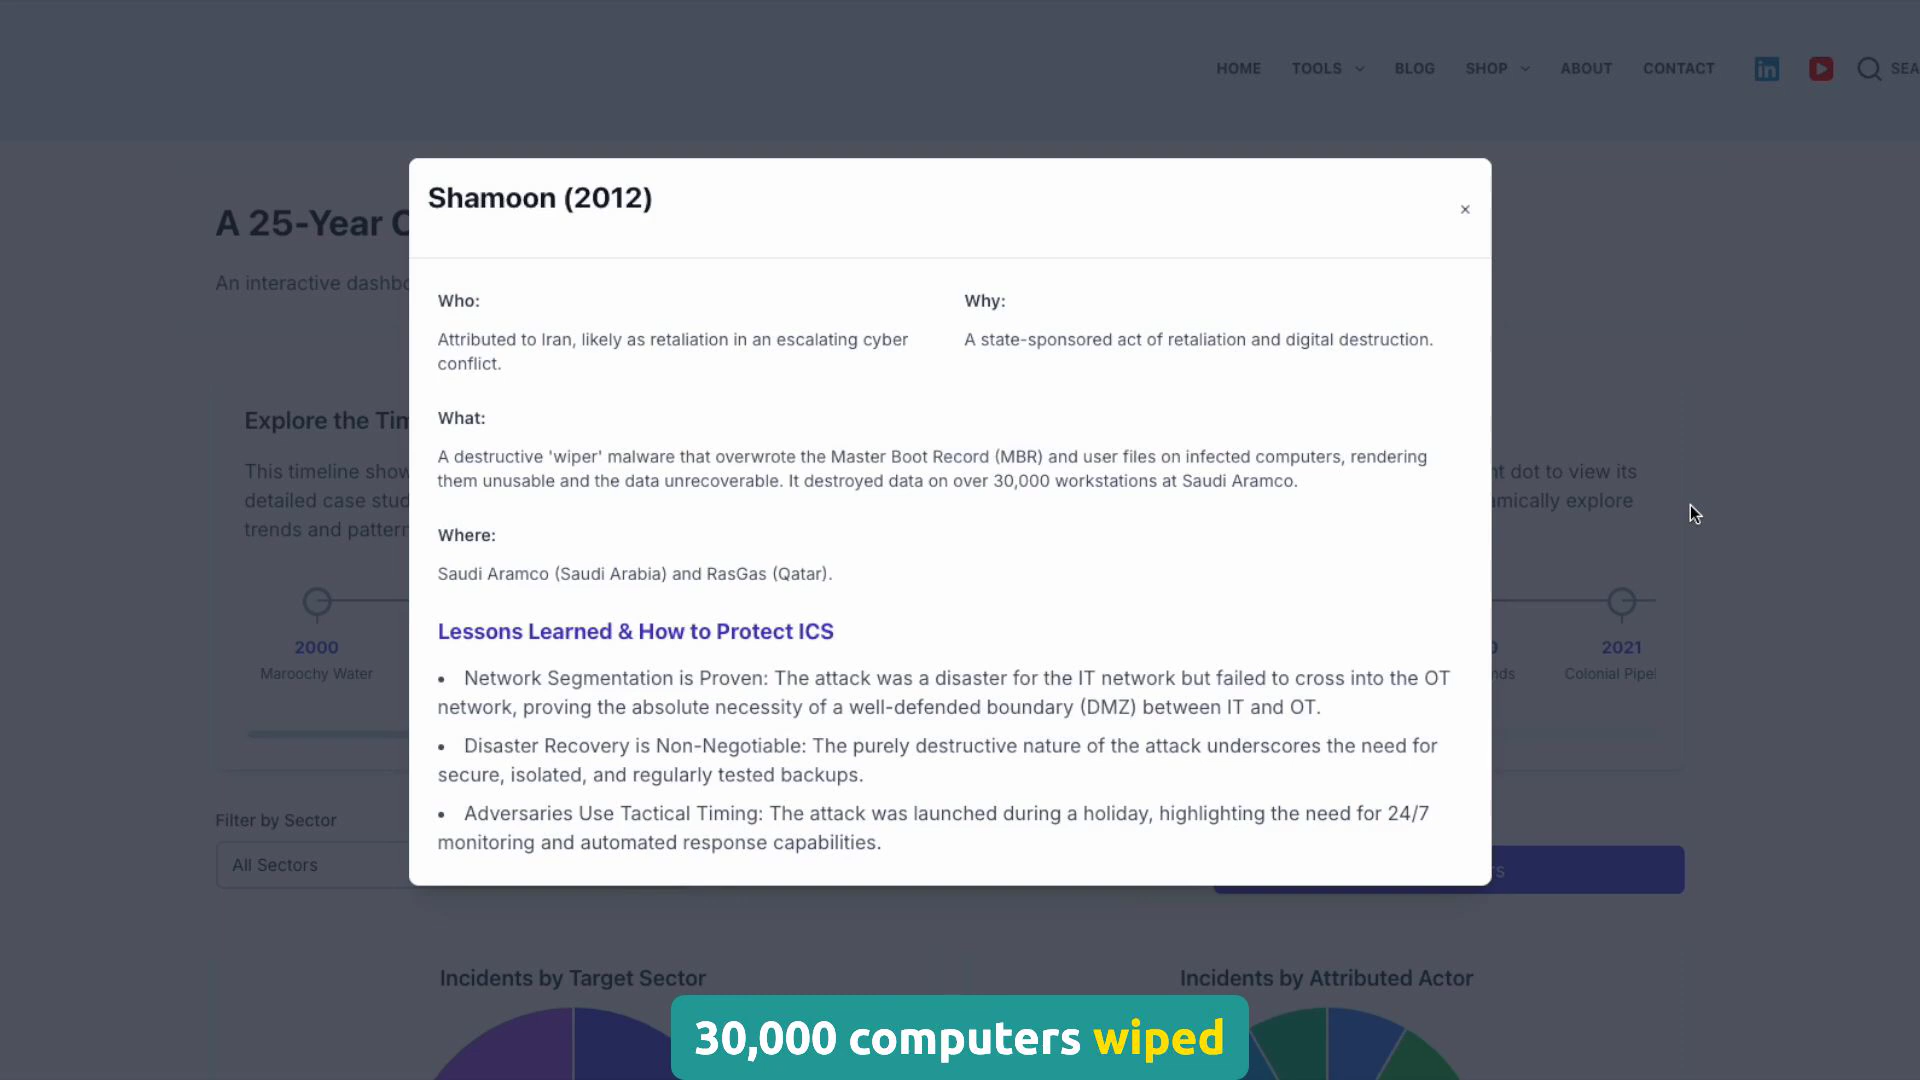 HOME TOOLS BLOG SHOP ABOUT CONTACT in SEA
A 25-Year C
An interactive dashbo
Shamoon (2012)
×
Who:
Attributed to Iran, likely as retaliation in an escalating cyber
conflict.
Why:
A state-sponsored act of retaliation and digital destruction.
What:
A destructive 'wiper' malware that overwrote the Master Boot Record (MBR) and user files on infected computers, rendering
them unusable and the data unrecoverable. It destroyed data on over 30,000 workstations at Saudi Aramco.
Where:
Saudi Aramco (Saudi Arabia) and RasGas (Qatar).
Lessons Learned & How to Protect ICS
• Network Segmentation is Proven: The attack was a disaster for the IT network but failed to cross into the OT
network, proving the absolute necessity of a well-defended boundary (DMZ) between IT and OT.
• Disaster Recovery is Non-Negotiable: The purely destructive nature of the attack underscores the need for
secure, isolated, and regularly tested backups.
• Adversaries Use Tactical Timing: The attack was launched during a holiday, highlighting the need for 24/7
monitoring and automated response capabilities.
Explore the Tim
This timeline show
detailed case stud
trends and pattern
nt dot to view its
amically explore
2000
Maroochy Water
0
nds
2021
Colonial Pipel
Filter by Sector
All Sectors
rs
Incidents by Target Sector
Incidents by Attributed Actor
30,000 computers wiped